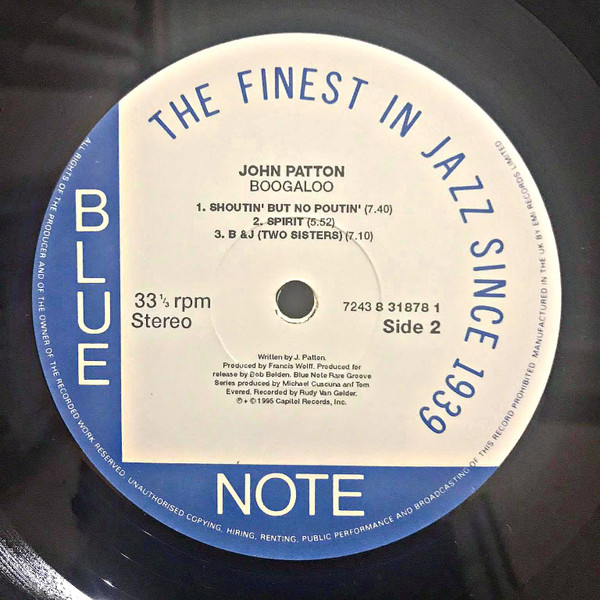 THE FINEST IN JAZZ SINCE 1939
JOHN PATTON
BOOGALOO
1. SHOUTIN' BUT NO POUTIN' (7.40)
2. SPIRIT (5:52)
3. B &J (TWO SISTERS) (7.10)
33⅓ rpm
Stereo
7243 8 31878 1
Side 2
Written by J. Patton.
Produced by Francis Wolff. Produced for
release by Bob Belden. Blue Note Rare Groove
Series produced by Michael Cuscuna and Tom
Evered. Recorded by Rudy Van Gelder.
℗ + © 1995 Capitol Records, Inc.
BLUE
NOTE
ALL RIGHTS OF THE PRODUCER AND OF THE OWNER OF THE RECORDED WORK RESERVED. UNAUTHORISED COPYING, HIRING, RENTING, PUBLIC PERFORMANCE AND BROADCASTING OF THIS RECORD PROHIBITED. MANUFACTURED IN THE UK BY EMI RECORDS LIMITED